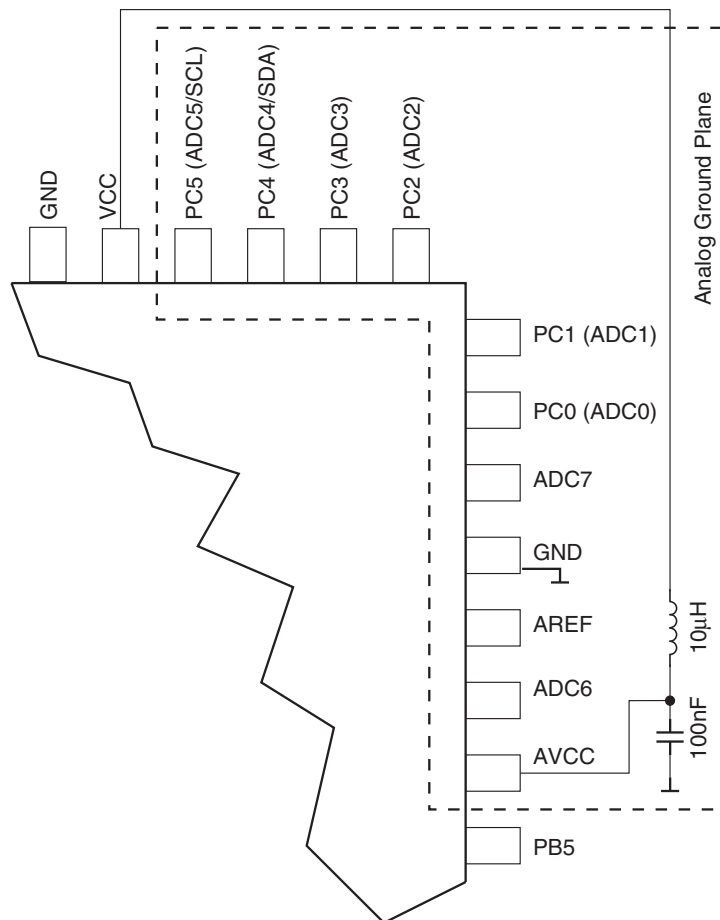 GND
VCC
PC5 (ADC5/SCL)
PC4 (ADC4/SDA)
PC3 (ADC3)
PC2 (ADC2)
Analog Ground Plane
PC1 (ADC1)
PC0 (ADC0)
ADC7
GND
AREF
ADC6
AVCC
PB5
10μH
100nF